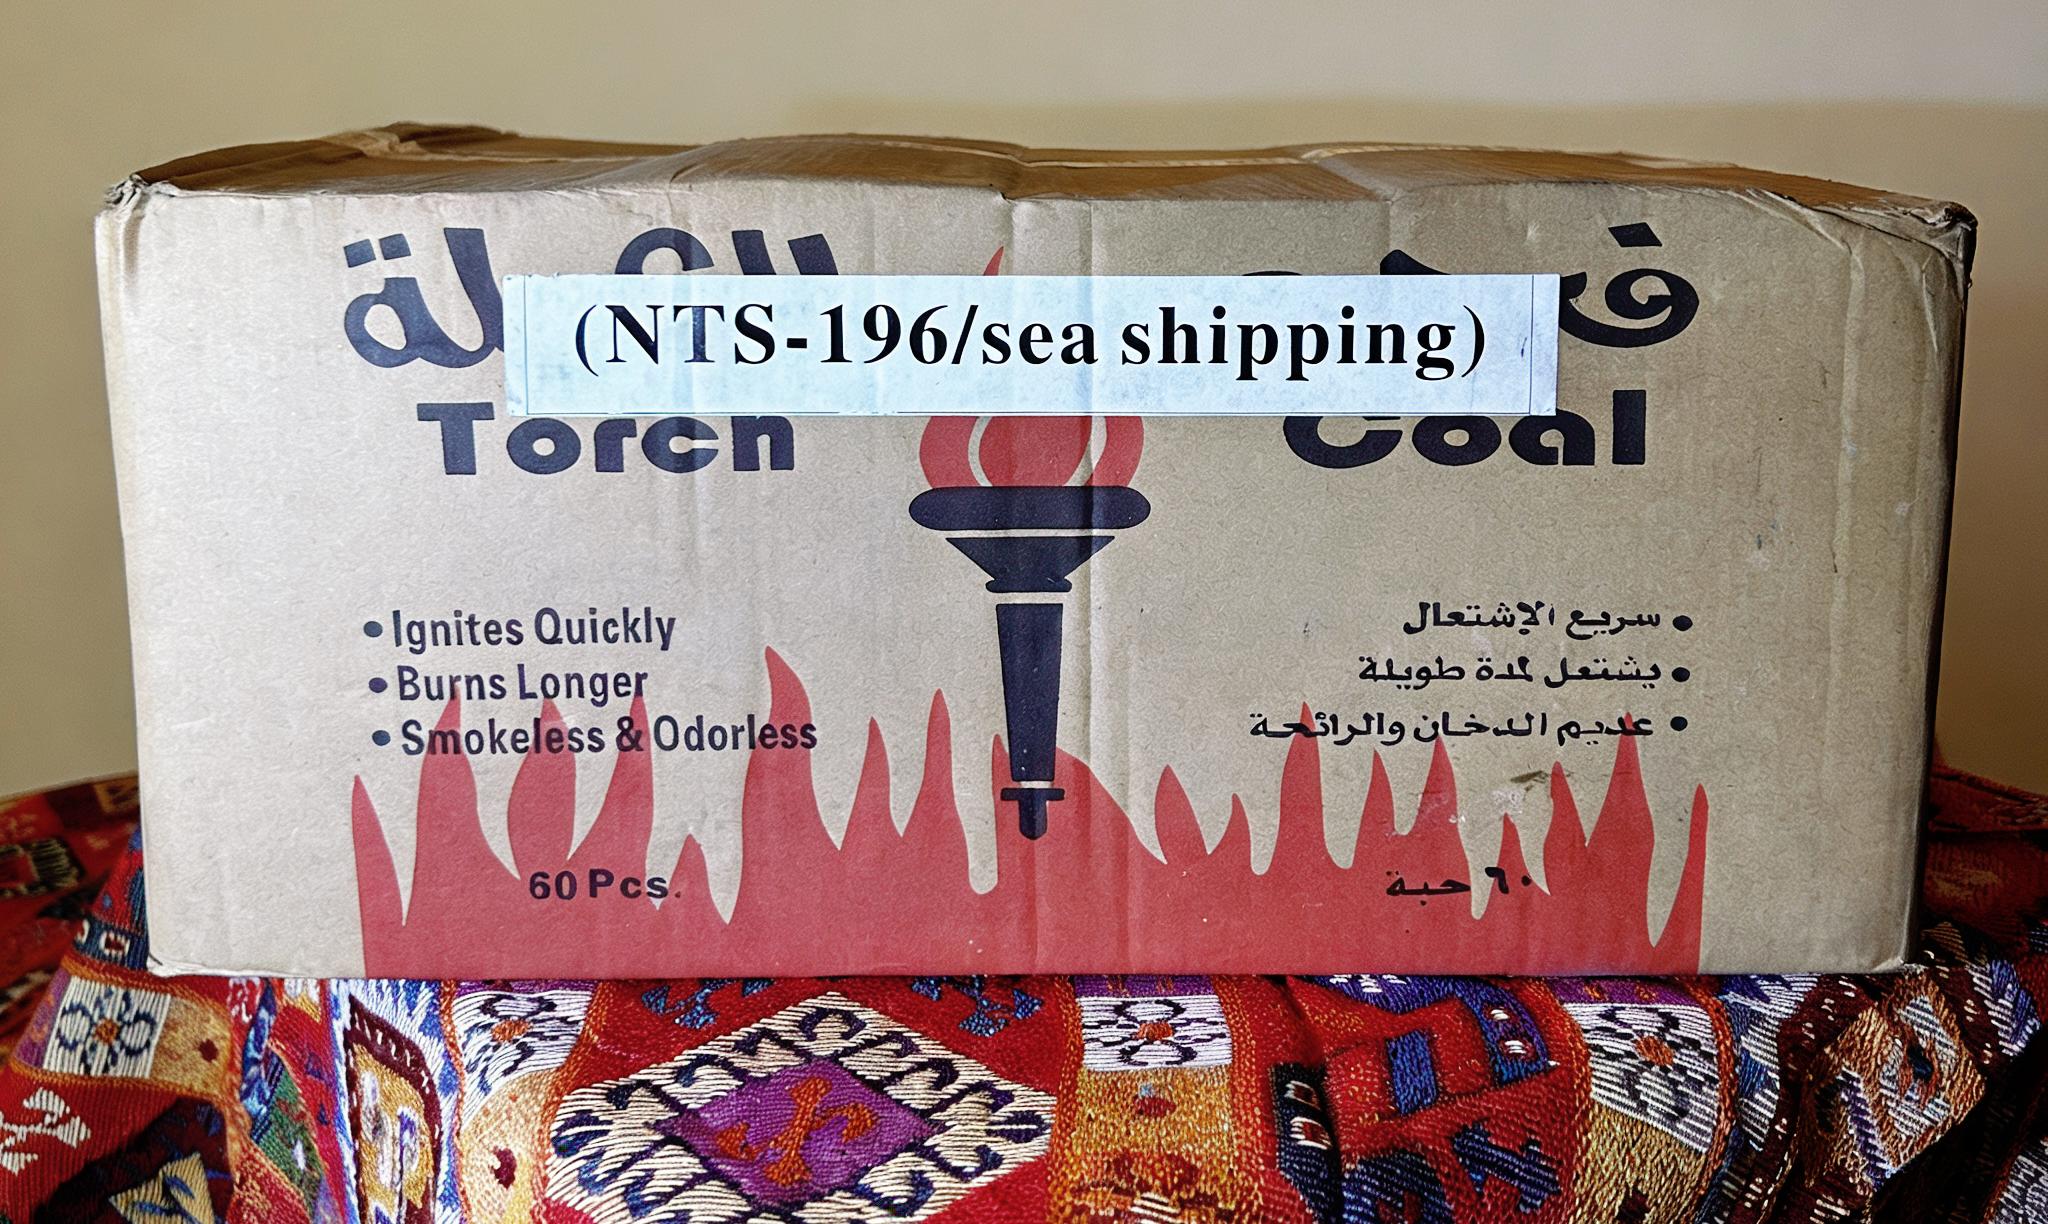 (NTS-196/sea shipping)
Torch
Coal
•Ignites Quickly
•Burns Longer
•Smokeless & Odorless
• سريع الإشتعال
• يشتعل لمدة طويلة
• عديم الدخان والرائحة
60 Pcs.
٦٠ حبة